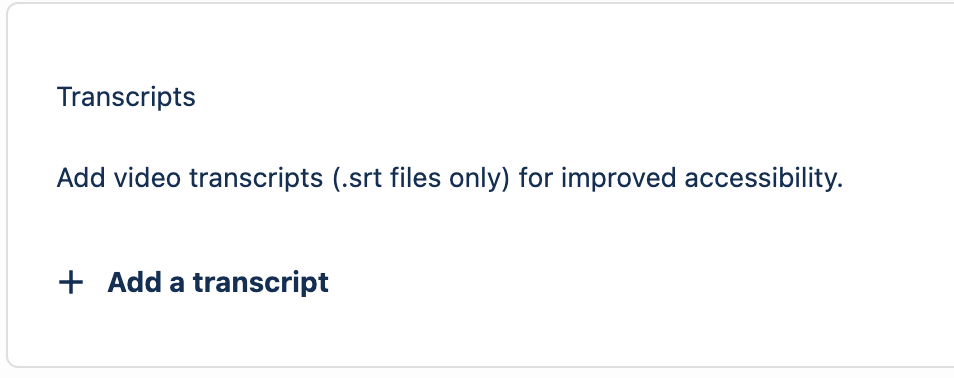 Transcripts
Add video transcripts (.srt files only) for improved accessibility.
+ Add a transcript